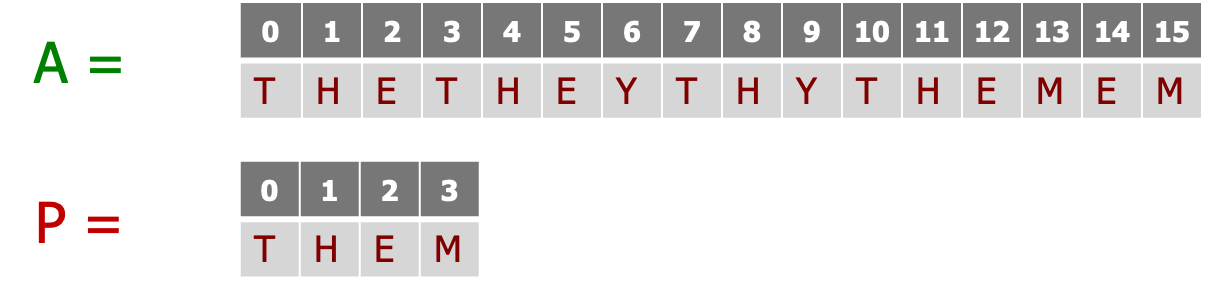 0 1 2 3 4 5 6 7 8 9 10 11 12 13 14 15
A = T H E T H E Y T H Y T H E M E M
0 1 2 3
P = T H E M